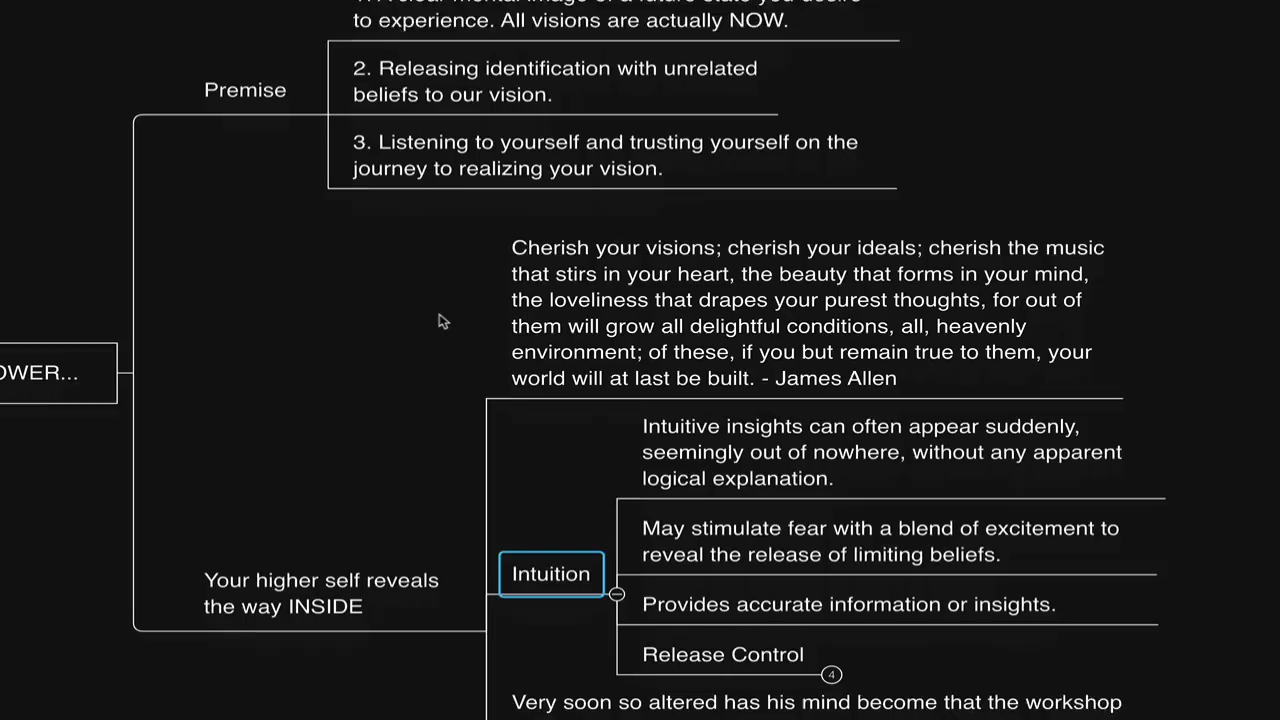 to experience. All visions are actually NOW.
Premise
2. Releasing identification with unrelated
beliefs to our vision.
3. Listening to yourself and trusting yourself on the
journey to realizing your vision.
Cherish your visions; cherish your ideals; cherish the music
that stirs in your heart, the beauty that forms in your mind,
the loveliness that drapes your purest thoughts, for out of
them will grow all delightful conditions, all, heavenly
environment; of these, if you but remain true to them, your
world will at last be built. - James Allen
OWER...
Your higher self reveals
the way INSIDE
Intuition
Intuitive insights can often appear suddenly,
seemingly out of nowhere, without any apparent
logical explanation.
May stimulate fear with a blend of excitement to
reveal the release of limiting beliefs.
Provides accurate information or insights.
Release Control
4
Very soon so altered has his mind become that the workshop